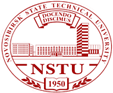 NOVOSIBIRSK STATE TECHNICAL UNIVERSITY
DOCENDO
DISCIMUS
NSTU
1950